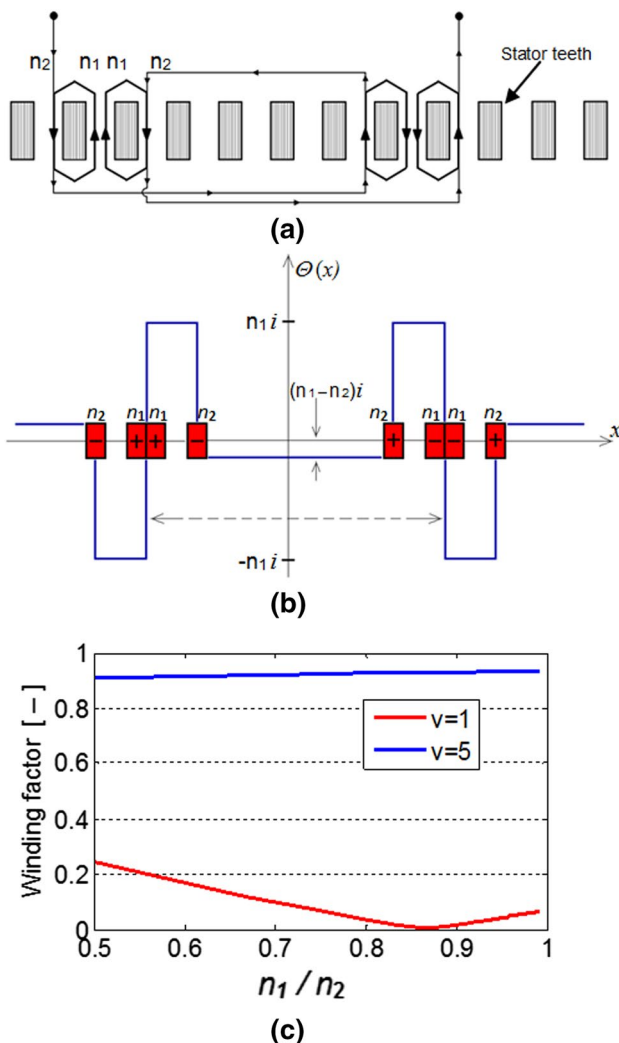 n₂ n₁ n₁ n₂
Stator teeth
(a)
Θ(x)
n₁i
(n₁−n₂)i
n₂ n₁ n₁ n₂ n₂ n₁ n₁ n₂
− + + − + − − +
x
-n₁i
(b)
Winding factor [−]
1
0.8
0.6
0.4
0.2
0
v=1
v=5
0.5 0.6 0.7 0.8 0.9 1
n₁/n₂
(c)